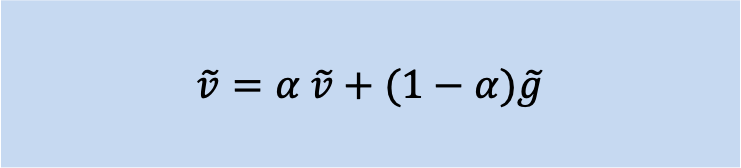 ṽ = α ṽ + (1 − α)g̃